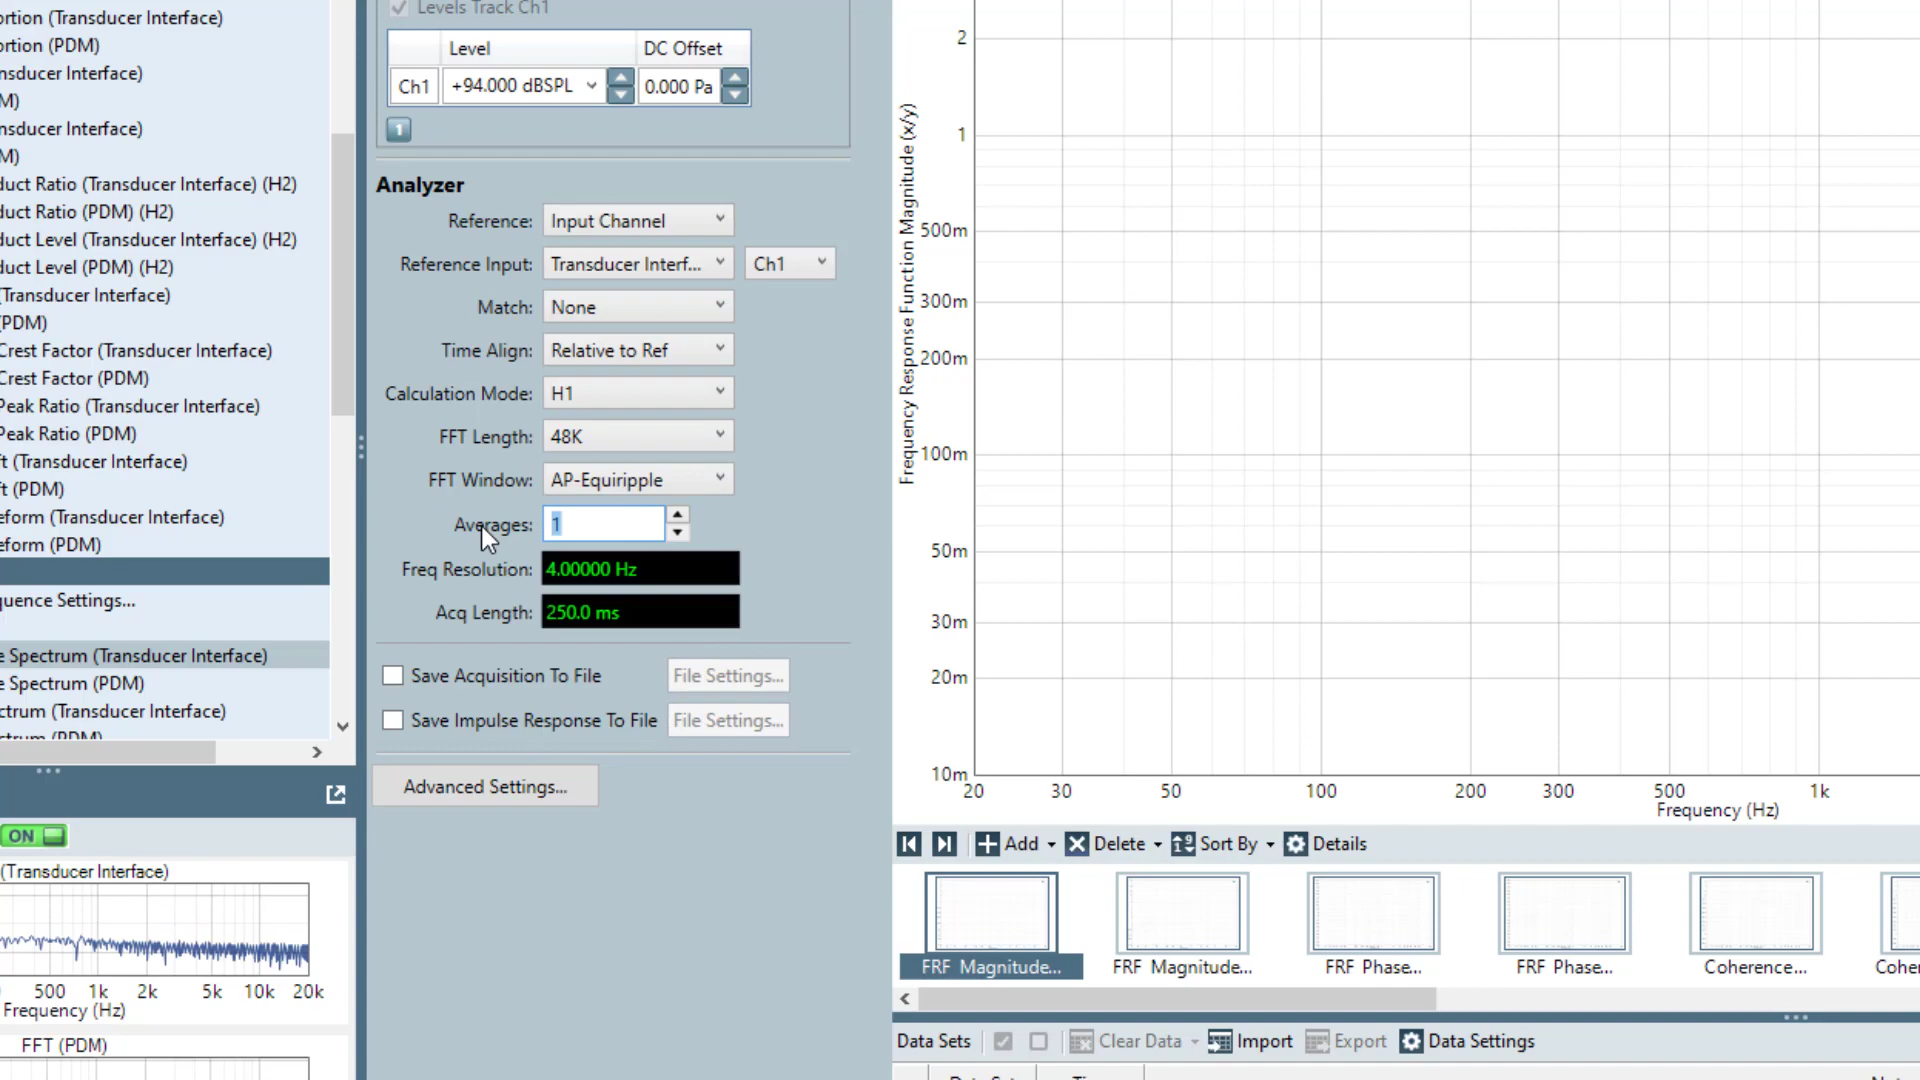 ortion (Transducer Interface)
ortion (PDM)
nsducer Interface)
M)
nsducer Interface)
M)
duct Ratio (Transducer Interface) (H2)
duct Ratio (PDM) (H2)
duct Level (Transducer Interface) (H2)
duct Level (PDM) (H2)
(Transducer Interface)
(PDM)
Crest Factor (Transducer Interface)
Crest Factor (PDM)
Peak Ratio (Transducer Interface)
Peak Ratio (PDM)
t (Transducer Interface)
t (PDM)
eform (Transducer Interface)
eform (PDM)
quence Settings...
e Spectrum (Transducer Interface)
e Spectrum (PDM)
ctrum (Transducer Interface)
ctrum (PDM)
ON
(Transducer Interface)
500 1k 2k 5k 10k 20k
Frequency (Hz)
FFT (PDM)
Levels Track Ch1
Level DC Offset
Ch1 +94.000 dBSPL 0.000 Pa
1
Analyzer
Reference: Input Channel
Reference Input: Transducer Interf... Ch1
Match: None
Time Align: Relative to Ref
Calculation Mode: H1
FFT Length: 48K
FFT Window: AP-Equiripple
Averages: 1
Freq Resolution: 4.00000 Hz
Acq Length: 250.0 ms
Save Acquisition To File File Settings...
Save Impulse Response To File File Settings...
Advanced Settings...
Frequency Response Function Magnitude (x/y)
2
1
500m
300m
200m
100m
50m
30m
20m
10m
20 30 50 100 200 300 500 1k
Frequency (Hz)
Add Delete Sort By Details
FRF Magnitude... FRF Magnitude... FRF Phase... FRF Phase... Coherence... Coher
Data Sets Clear Data Import Export Data Settings